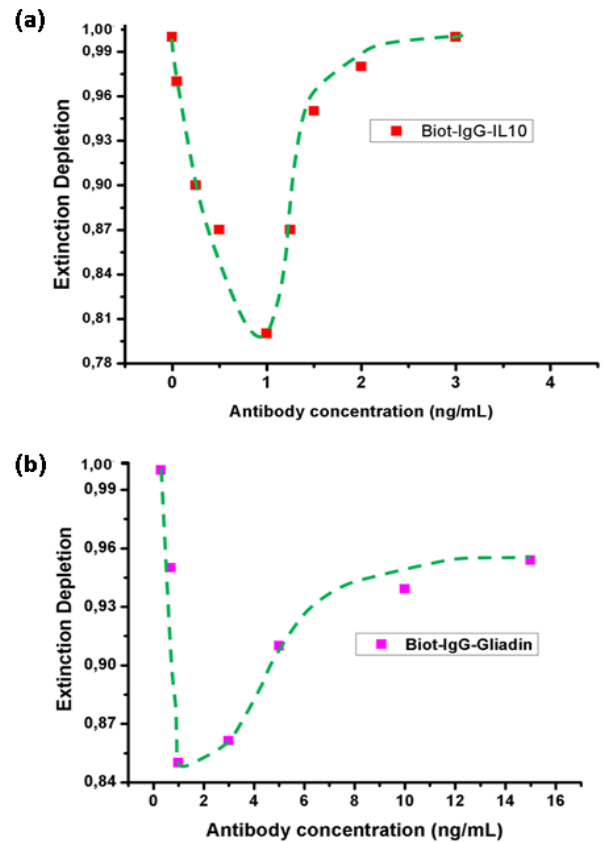 (a)
1,00
0,99
0,96
0,93
0,90
0,87
0,84
0,81
0,78
Extinction Depletion
Biot-IgG-IL10
0 1 2 3 4
Antibody concentration (ng/mL)
(b)
1,00
0,99
0,96
0,93
0,90
0,87
0,84
Extinction Depletion
Biot-IgG-Gliadin
0 2 4 6 8 10 12 14 16
Antibody concentration (ng/mL)